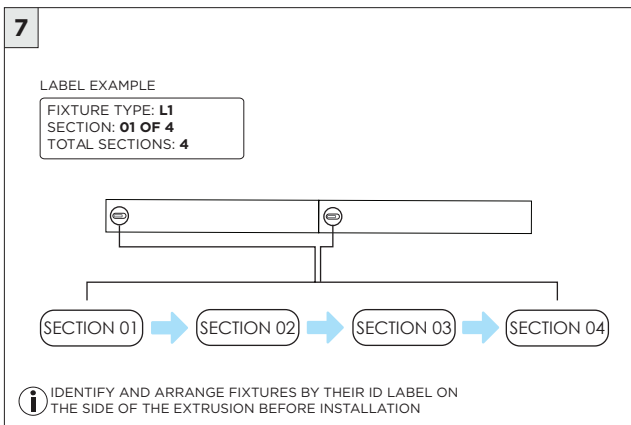 7
LABEL EXAMPLE
FIXTURE TYPE: L1
SECTION: 01 OF 4
TOTAL SECTIONS: 4
SECTION 01
SECTION 02
SECTION 03
SECTION 04
i
IDENTIFY AND ARRANGE FIXTURES BY THEIR ID LABEL ON
THE SIDE OF THE EXTRUSION BEFORE INSTALLATION